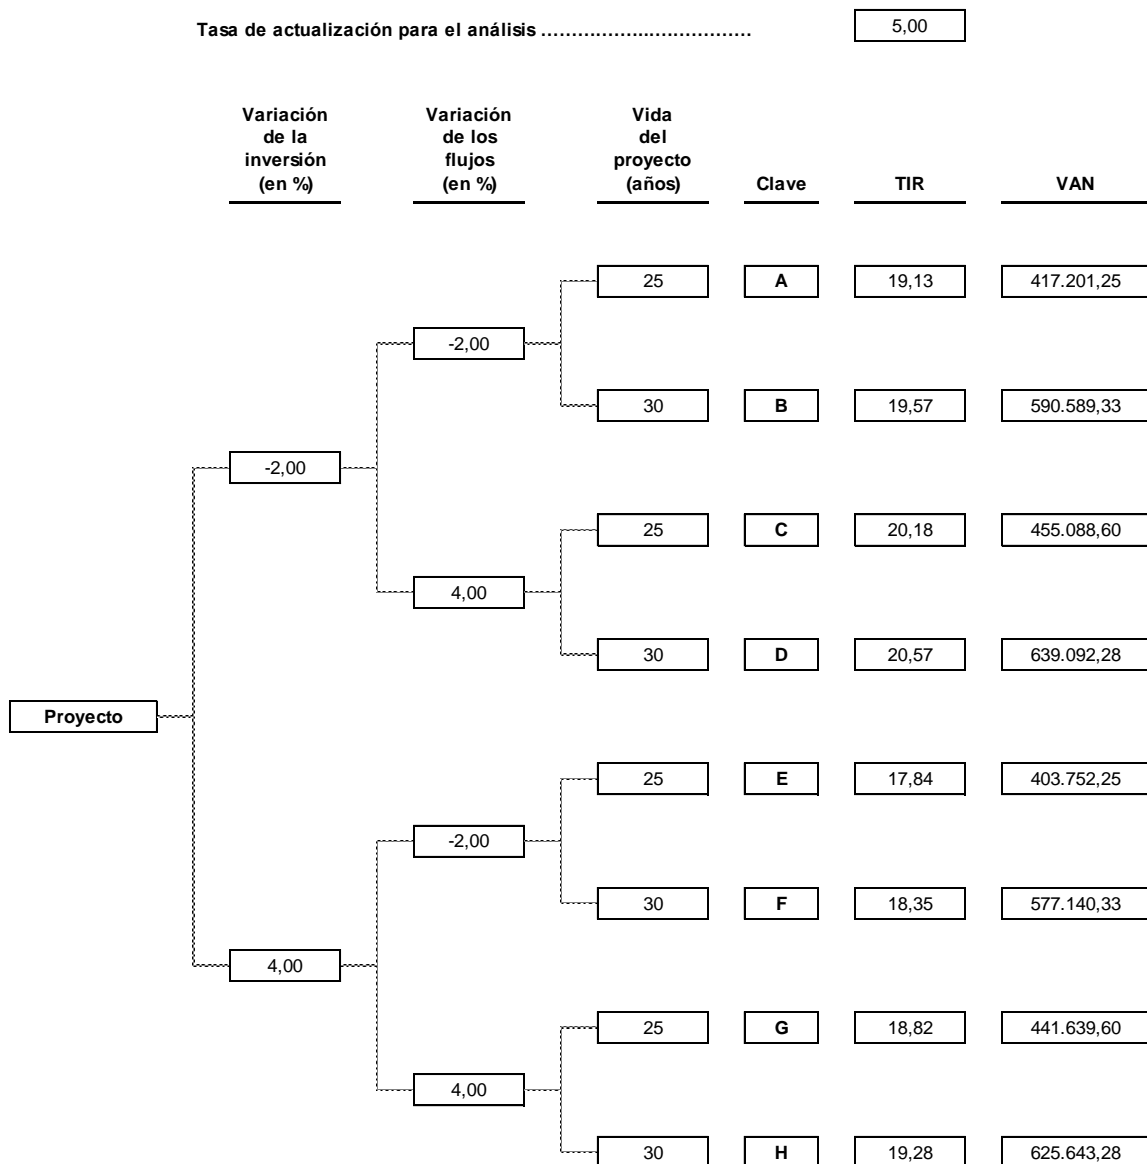 Tasa de actualización para el análisis ………………..……………… 5,00
Variación Variación Vida
de la de los del
inversión flujos proyecto
(en %) (en %) (años) Clave TIR VAN
25 A 19,13 417.201,25
-2,00
30 B 19,57 590.589,33
-2,00
25 C 20,18 455.088,60
4,00
30 D 20,57 639.092,28
Proyecto
25 E 17,84 403.752,25
-2,00
30 F 18,35 577.140,33
4,00
25 G 18,82 441.639,60
4,00
30 H 19,28 625.643,28